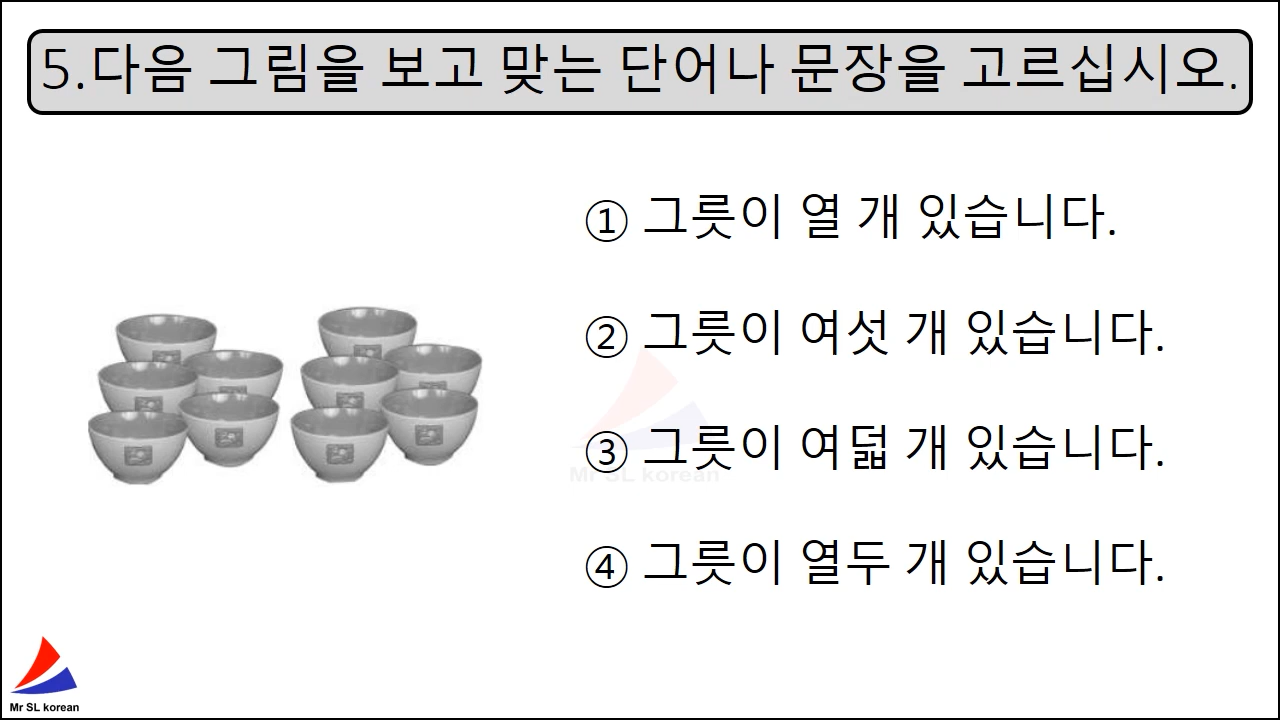 5.다음 그림을 보고 맞는 단어나 문장을 고르십시오.
① 그릇이 열 개 있습니다.
② 그릇이 여섯 개 있습니다.
③ 그릇이 여덟 개 있습니다.
Mr SL korean
④ 그릇이 열두 개 있습니다.
Mr SL korean